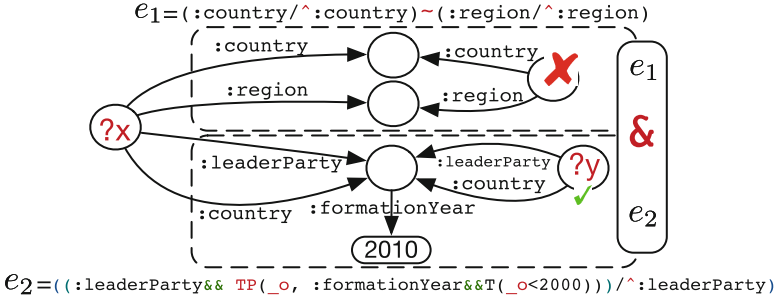 e1=(:country/^:country)~(:region/^:region)
:country
:country
✘
e1
:region
:region
?x
&
:leaderParty
:leaderParty
?y
:country
✓
:country
:formationYear
e2
2010
e2=((:leaderParty&& TP(_o, :formationYear&&T(_o<2000)))/^:leaderParty)